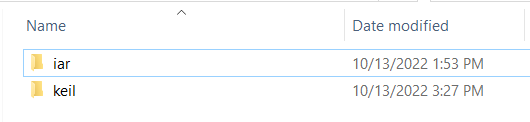 Name Date modified
iar 10/13/2022 1:53 PM
keil 10/13/2022 3:27 PM